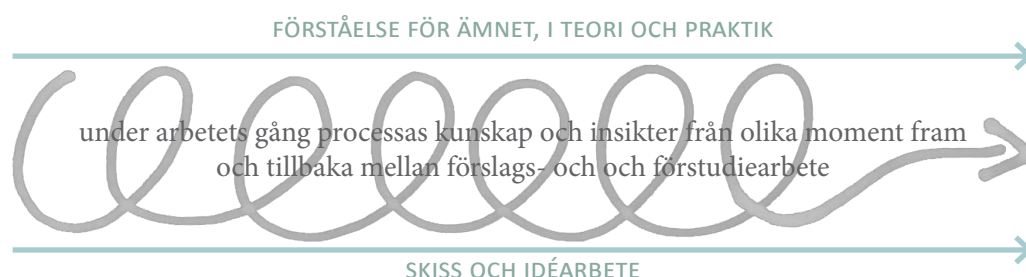 FÖRSTÅELSE FÖR ÄMNET, I TEORI OCH PRAKTIK
under arbetets gång processas kunskap och insikter från olika moment fram
och tillbaka mellan förslags- och och förstudiearbete
SKISS OCH IDÉARBETE